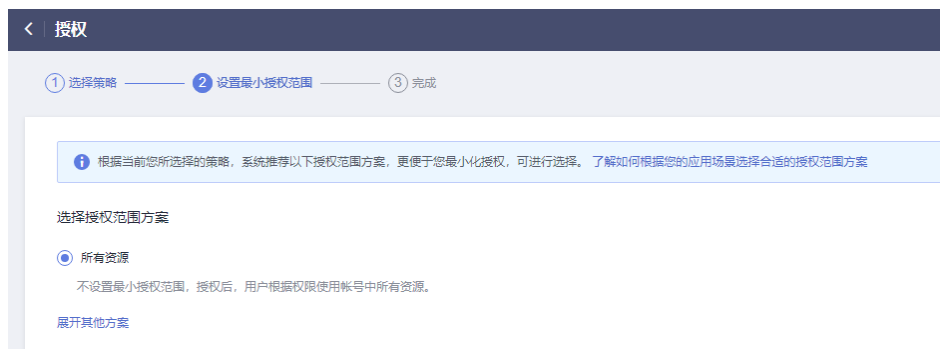 授权
1 选择策略 2 设置最小授权范围 3 完成
根据当前您所选择的策略，系统推荐以下授权范围方案，更便于您最小化授权，可进行选择。 了解如何根据您的应用场景选择合适的授权范围方案
选择授权范围方案
所有资源
不设置最小授权范围，授权后，用户根据权限使用帐号中所有资源。
展开其他方案